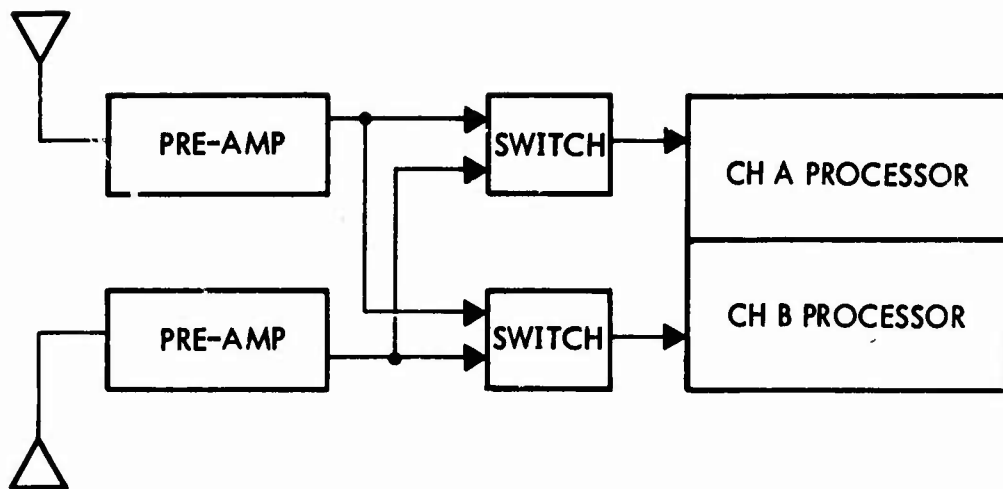 PRE-AMP
SWITCH
CH A PROCESSOR
PRE-AMP
SWITCH
CH B PROCESSOR